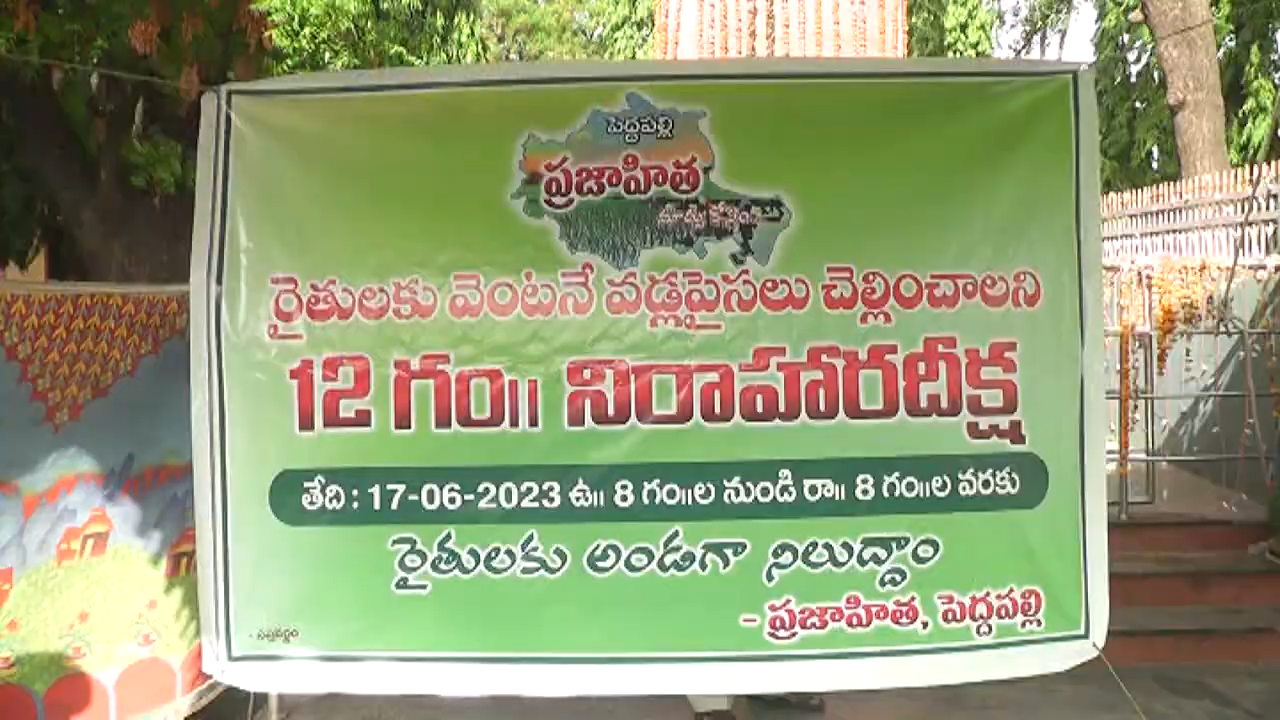 పెద్దపల్లి
ప్రజాహిత
రైతులకు వెంటనే వడ్లపైసలు చెల్లించాలని
12 గం॥ నిరాహారదీక్ష
తేది : 17-06-2023 ఉ॥ 8 గం॥ల నుండి రా॥ 8 గం॥ల వరకు
రైతులకు అండగా నిలుద్దాం
- ప్రజాహిత, పెద్దపల్లి